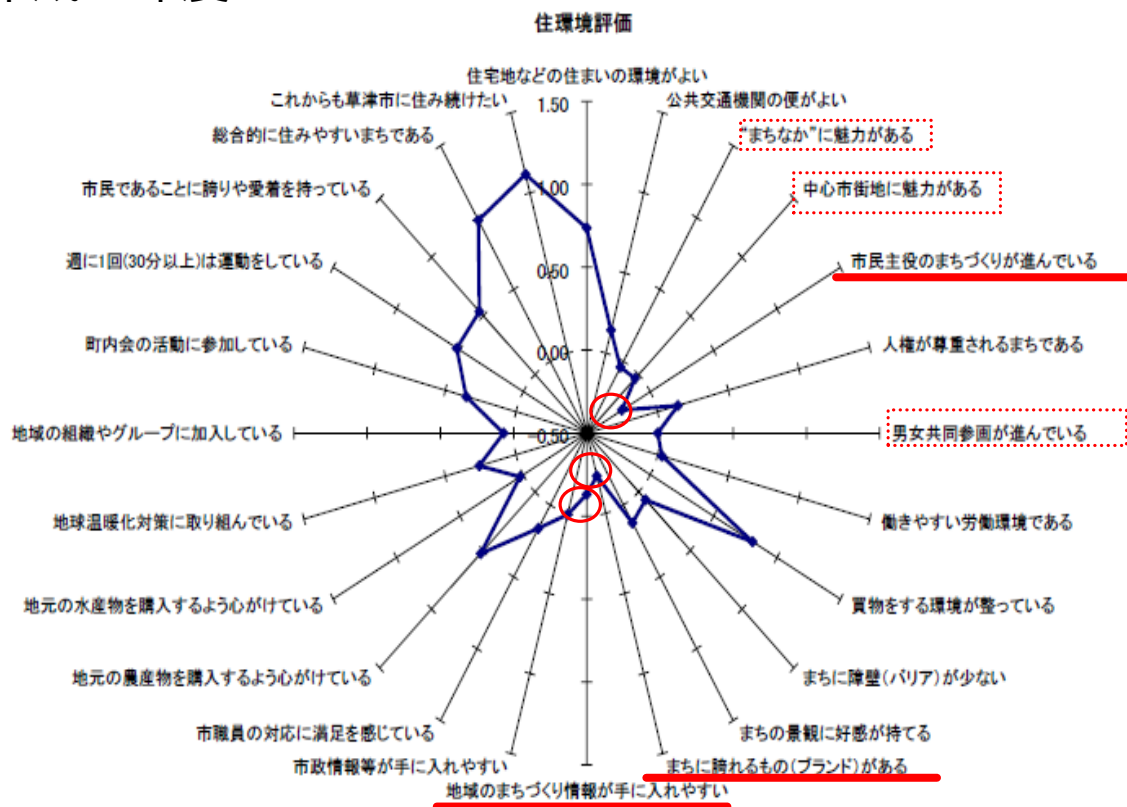 住環境評価
住宅地などの住まいの環境がよい
公共交通機関の便がよい
“まちなか”に魅力がある
中心市街地に魅力がある
市民主役のまちづくりが進んでいる
人権が尊重されるまちである
男女共同参画が進んでいる
働きやすい労働環境である
買物をする環境が整っている
まちに障壁(バリア)が少ない
まちの景観に好感が持てる
まちに誇れるもの(ブランド)がある
地域のまちづくり情報が手に入れやすい
市政情報等が手に入れやすい
市職員の対応に満足を感じている
地元の農産物を購入するよう心がけている
地元の水産物を購入するよう心がけている
地球温暖化対策に取り組んでいる
地域の組織やグループに加入している
町内会の活動に参加している
週に1回(30分以上)は運動をしている
市民であることに誇りや愛着を持っている
総合的に住みやすいまちである
これからも草津市に住み続けたい
1.50
1.00
0.50
0.00
-0.50